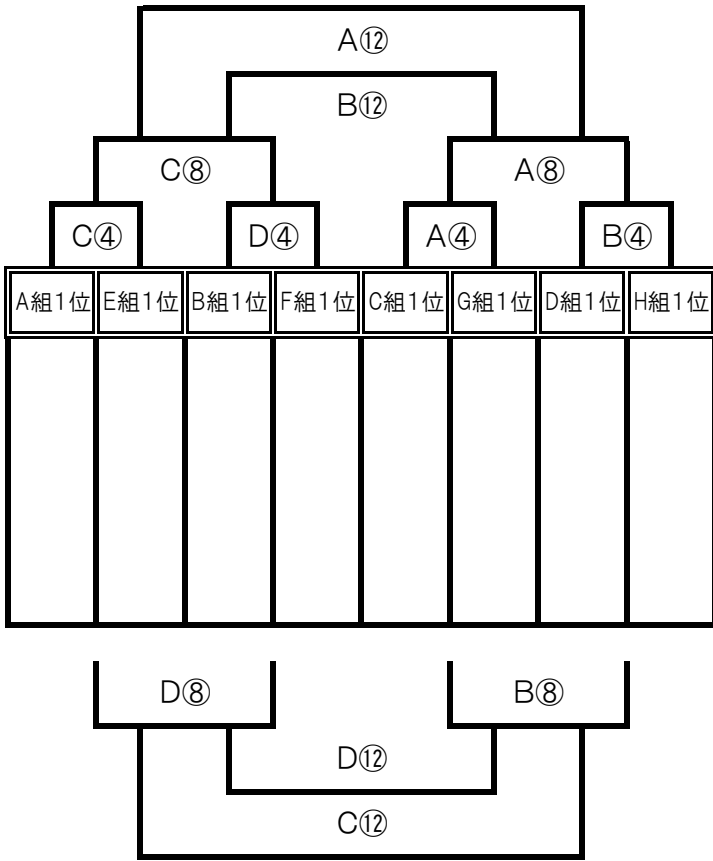 A⑫
B⑫
C⑧ A⑧
C④ D④ A④ B④
A組1位 E組1位 B組1位 F組1位 C組1位 G組1位 D組1位 H組1位
D⑧ B⑧
D⑫
C⑫